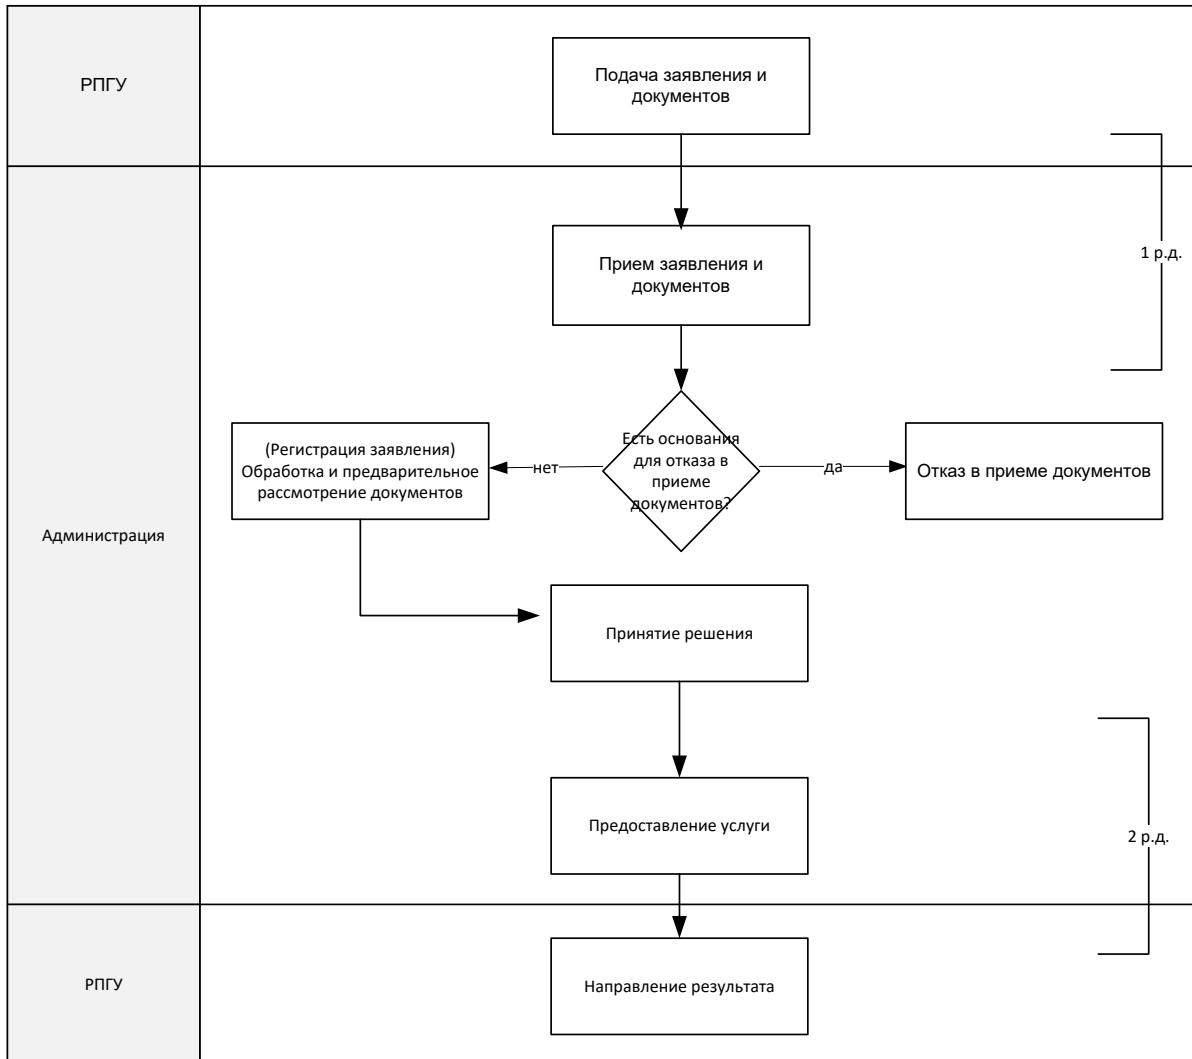 РПГУ
Подача заявления и
документов
Прием заявления и
документов
1 р.д.
Администрация
(Регистрация заявления)
Обработка и предварительное
рассмотрение документов
нет
Есть основания
для отказа в
приеме
документов?
да
Отказ в приеме документов
Принятие решения
Предоставление услуги
2 р.д.
РПГУ
Направление результата